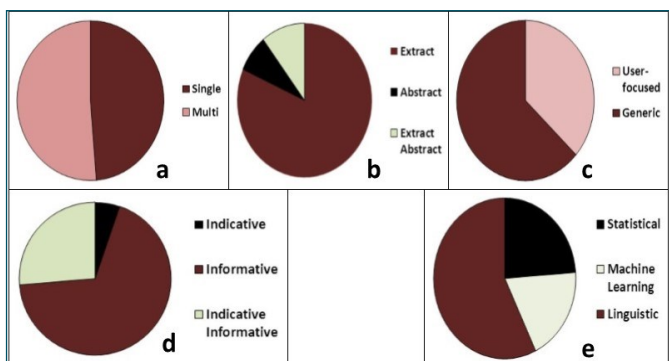 Single
Multi
a
Extract
Abstract
Extract
Abstract
b
User-
focused
Generic
c
Indicative
Informative
Indicative
Informative
d
Statistical
Machine
Learning
Linguistic
e